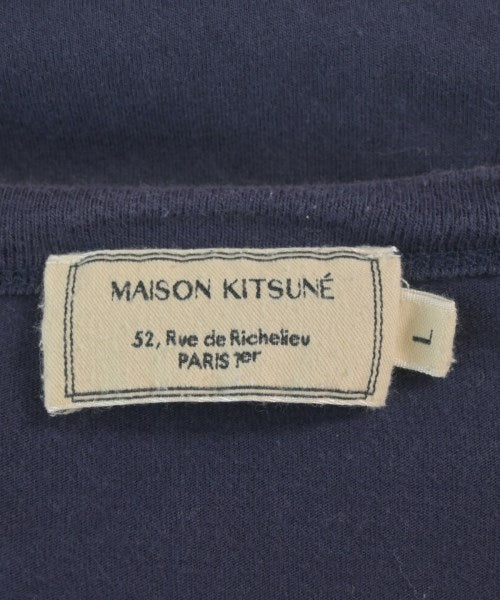 MAISON KITSUNÉ
52, Rue de Richelieu
PARIS 1er
L